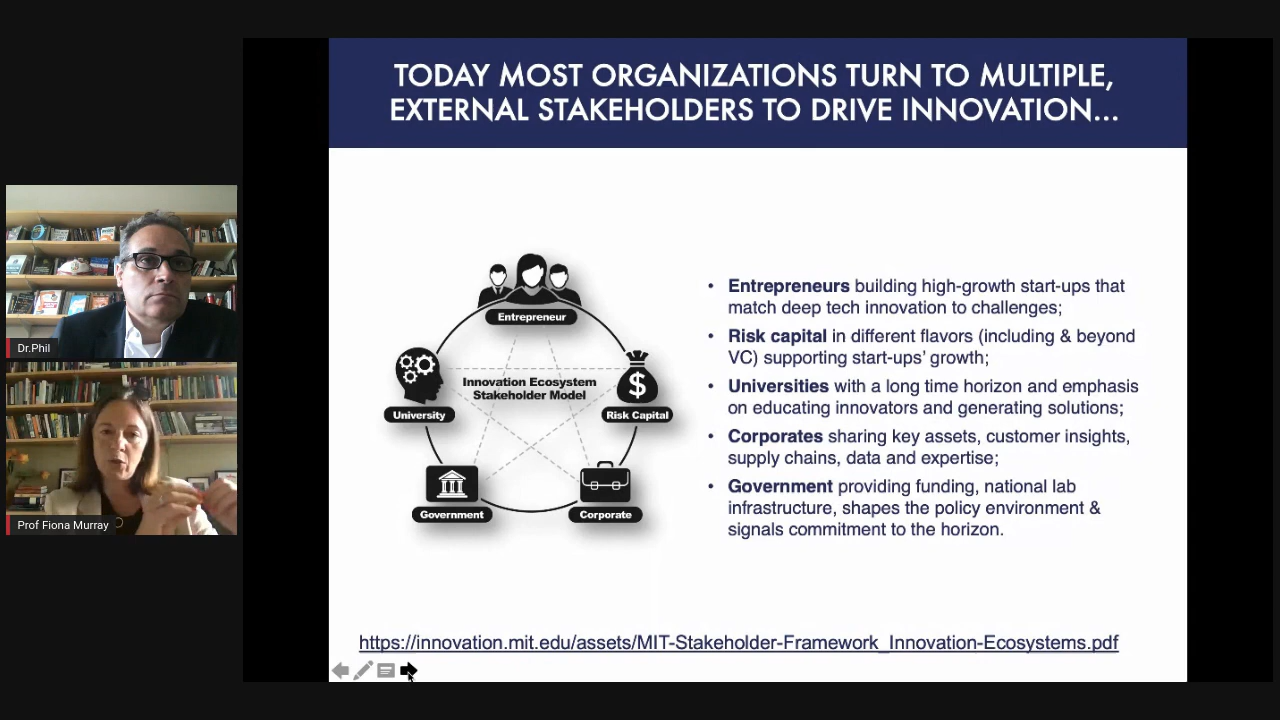 TODAY MOST ORGANIZATIONS TURN TO MULTIPLE,
EXTERNAL STAKEHOLDERS TO DRIVE INNOVATION...
Dr.Phil
Prof Fiona Murray
Entrepreneur
Innovation Ecosystem
Stakeholder Model
University
Risk Capital
$
Government
Corporate
• Entrepreneurs building high-growth start-ups that
match deep tech innovation to challenges;
• Risk capital in different flavors (including & beyond
VC) supporting start-ups' growth;
• Universities with a long time horizon and emphasis
on educating innovators and generating solutions;
• Corporates sharing key assets, customer insights,
supply chains, data and expertise;
• Government providing funding, national lab
infrastructure, shapes the policy environment &
signals commitment to the horizon.
https://innovation.mit.edu/assets/MIT-Stakeholder-Framework_Innovation-Ecosystems.pdf